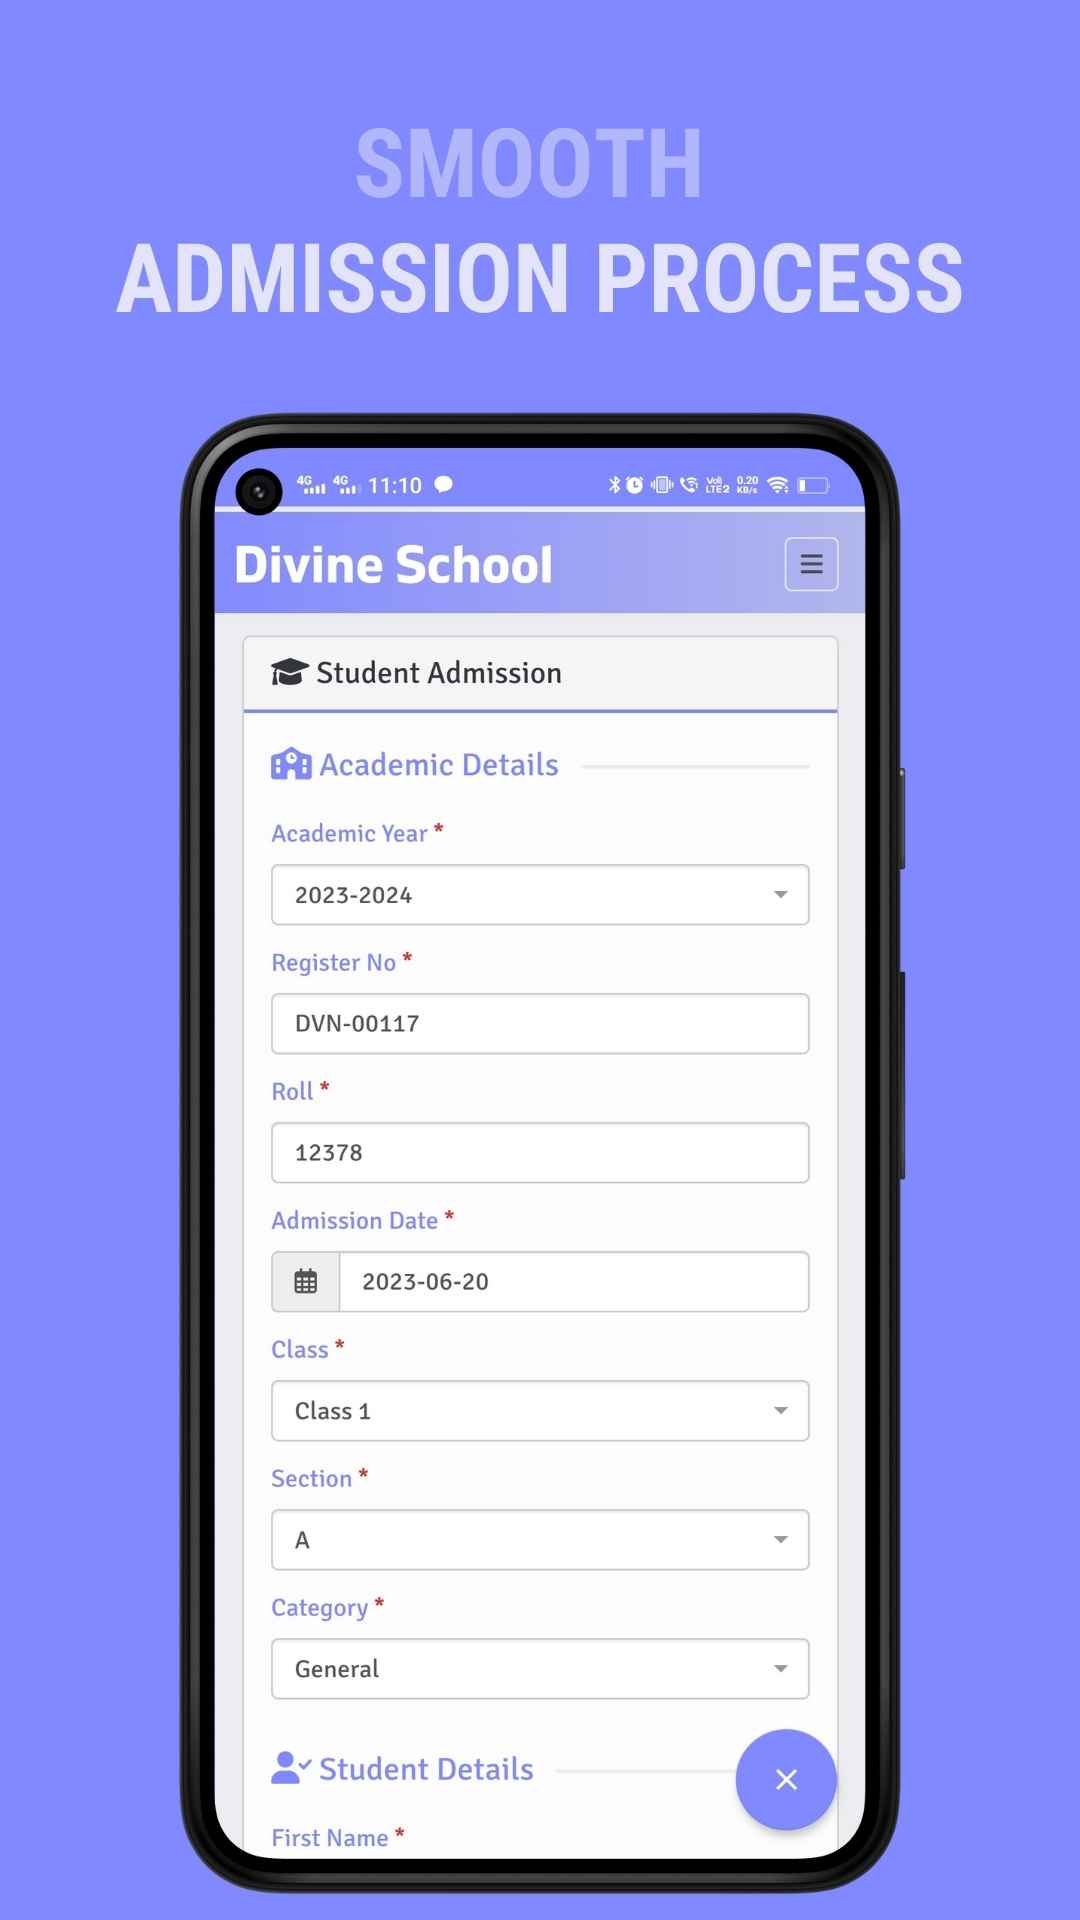 SMOOTH
ADMISSION PROCESS
4G 4G 11:10 Vo)) LTE2 0.20 KB/s
Divine School
Student Admission
Academic Details
Academic Year *
2023-2024
Register No *
DVN-00117
Roll *
12378
Admission Date *
2023-06-20
Class *
Class 1
Section *
A
Category *
General
Student Details
First Name *